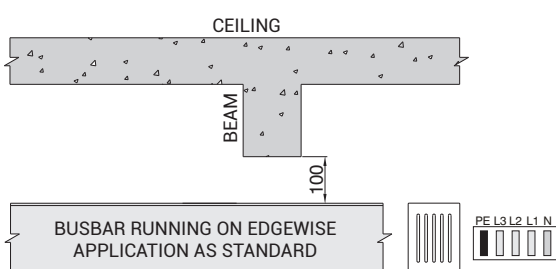 CEILING
BEAM
100
BUSBAR RUNNING ON EDGEWISE
APPLICATION AS STANDARD
PE L3 L2 L1 N